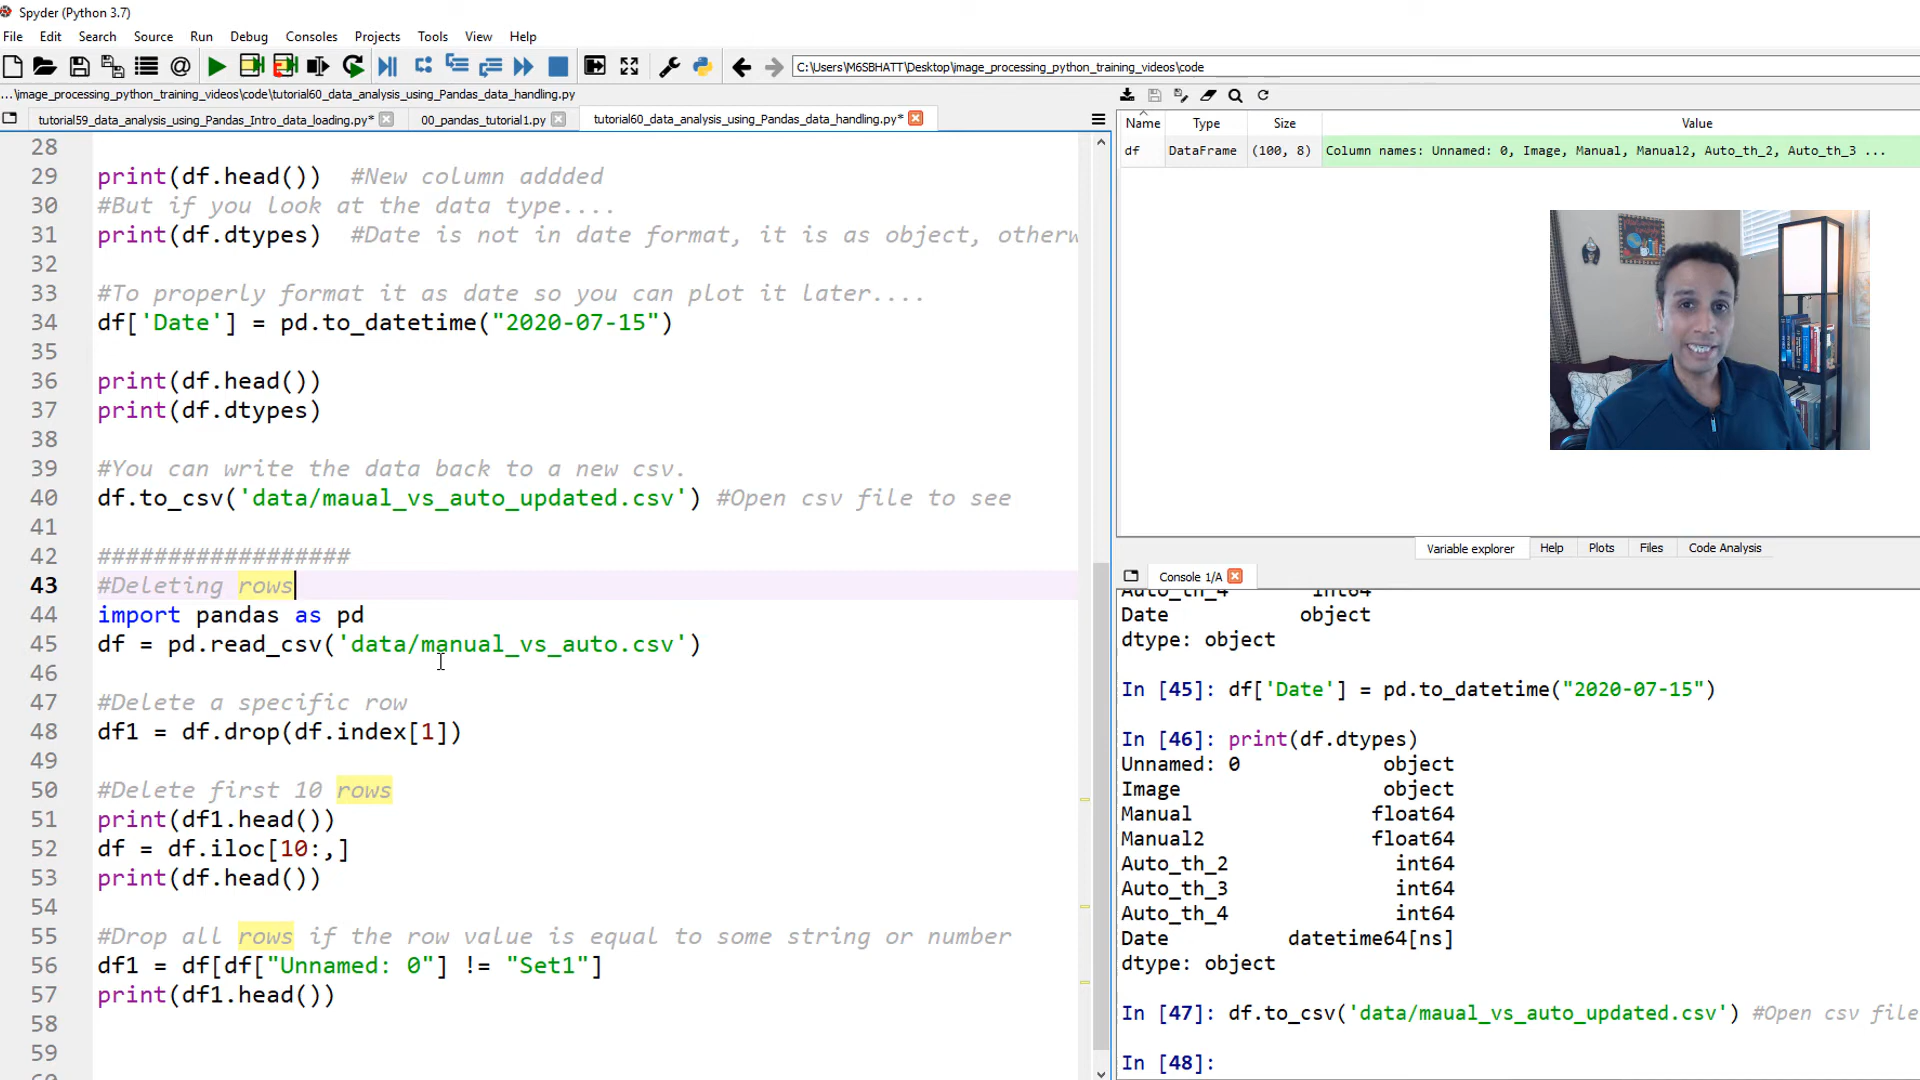 Spyder (Python 3.7)
File Edit Search Source Run Debug Consoles Projects Tools View Help
C:\Users\M6SBHATT\Desktop\image_processing_python_training_videos\code
...\image_processing_python_training_videos\code\tutorial60_data_analysis_using_Pandas_data_handling.py
tutorial59_data_analysis_using_Pandas_Intro_data_loading.py* 00_pandas_tutorial1.py tutorial60_data_analysis_using_Pandas_data_handling.py*
28
29 print(df.head()) #New column addded
30 #But if you look at the data type....
31 print(df.dtypes) #Date is not in date format, it is as object, otherw
32
33 #To properly format it as date so you can plot it later....
34 df['Date'] = pd.to_datetime("2020-07-15")
35
36 print(df.head())
37 print(df.dtypes)
38
39 #You can write the data back to a new csv.
40 df.to_csv('data/maual_vs_auto_updated.csv') #Open csv file to see
41
42 ##################
43 #Deleting rows
44 import pandas as pd
45 df = pd.read_csv('data/manual_vs_auto.csv')
46
47 #Delete a specific row
48 df1 = df.drop(df.index[1])
49
50 #Delete first 10 rows
51 print(df1.head())
52 df = df.iloc[10:,]
53 print(df.head())
54
55 #Drop all rows if the row value is equal to some string or number
56 df1 = df[df["Unnamed: 0"] != "Set1"]
57 print(df1.head())
58
59
60
Name Type Size Value
df DataFrame (100, 8) Column names: Unnamed: 0, Image, Manual, Manual2, Auto_th_2, Auto_th_3 ...
Variable explorer Help Plots Files Code Analysis
Console 1/A
Auto_th_4 int64
Date object
dtype: object
In [45]: df['Date'] = pd.to_datetime("2020-07-15")
In [46]: print(df.dtypes)
Unnamed: 0 object
Image object
Manual float64
Manual2 float64
Auto_th_2 int64
Auto_th_3 int64
Auto_th_4 int64
Date datetime64[ns]
dtype: object
In [47]: df.to_csv('data/maual_vs_auto_updated.csv') #Open csv file
In [48]: